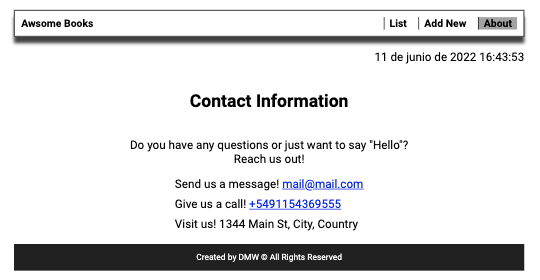 Awsome Books
List
Add New
About
11 de junio de 2022 16:43:53
Contact Information
Do you have any questions or just want to say "Hello"?
Reach us out!
Send us a message! mail@mail.com
Give us a call! +5491154369555
Visit us! 1344 Main St, City, Country
Created by DMW © All Rights Reserved